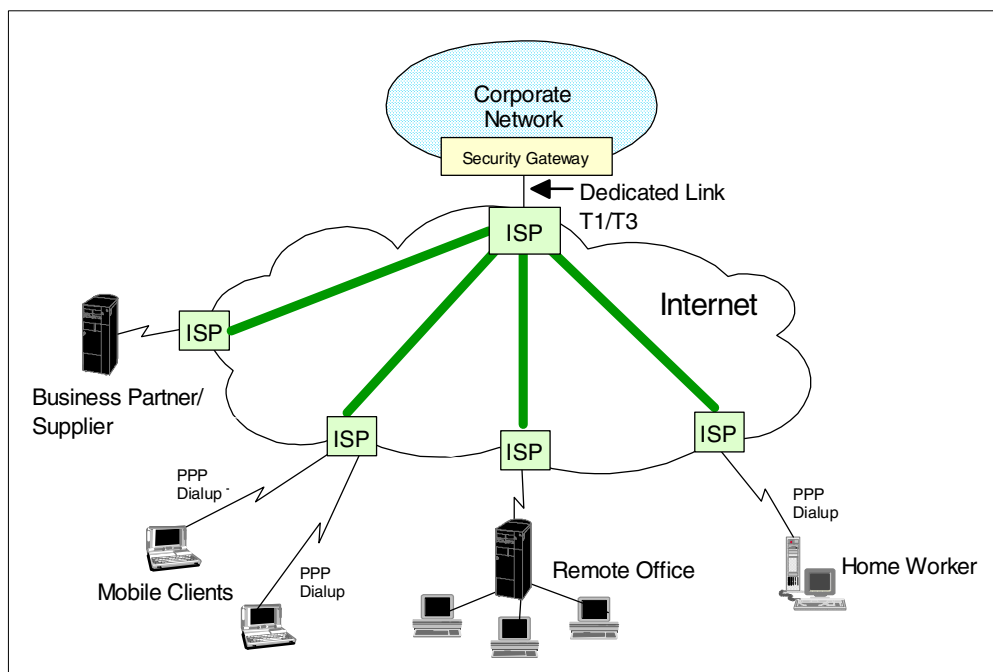 Corporate
Network
Security Gateway
Dedicated Link
T1/T3
ISP
Internet
ISP
Business Partner/
Supplier
ISP
ISP
ISP
PPP
Dialup
PPP
Dialup
Mobile Clients
PPP
Dialup
Remote Office
Home Worker